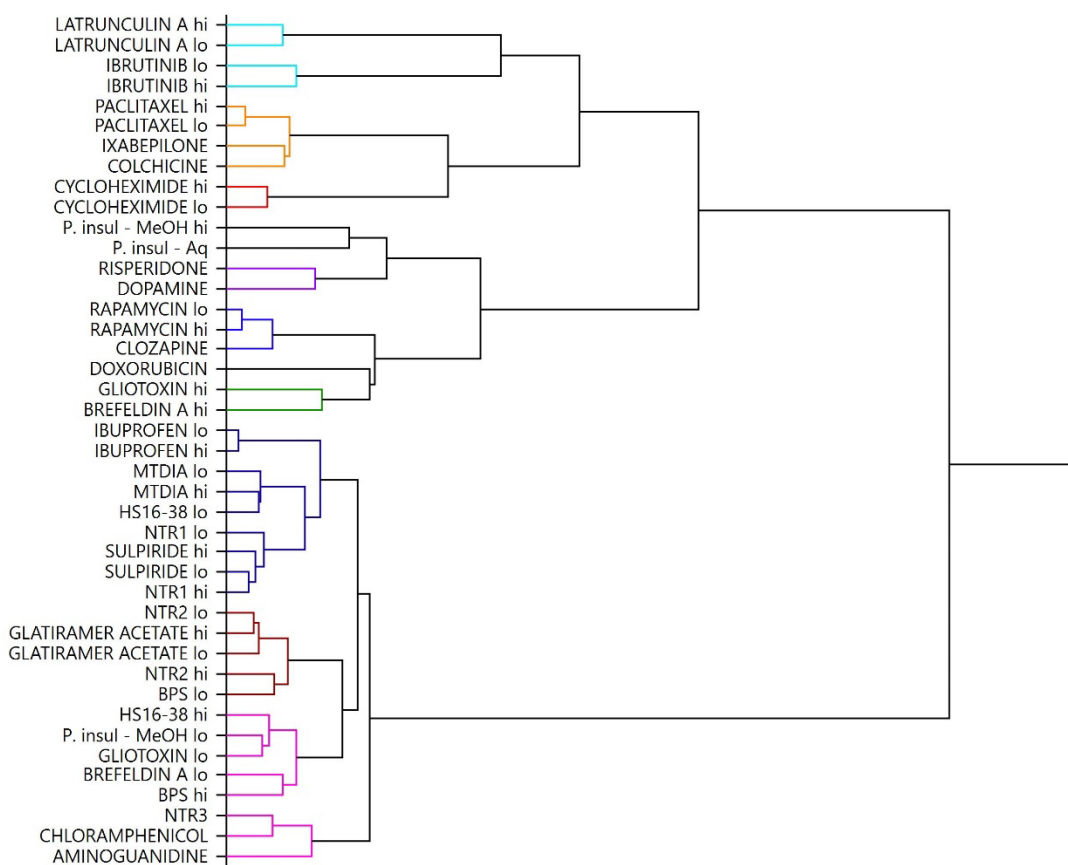 LATRUNCULIN A hi
LATRUNCULIN A lo
IBRUTINIB lo
IBRUTINIB hi
PACLITAXEL hi
PACLITAXEL lo
IXABEPILONE
COLCHICINE
CYCLOHEXIMIDE hi
CYCLOHEXIMIDE lo
P. insul - MeOH hi
P. insul - Aq
RISPERIDONE
DOPAMINE
RAPAMYCIN lo
RAPAMYCIN hi
CLOZAPINE
DOXORUBICIN
GLIOTOXIN hi
BREFELDIN A hi
IBUPROFEN lo
IBUPROFEN hi
MTDIA lo
MTDIA hi
HS16-38 lo
NTR1 lo
SULPIRIDE hi
SULPIRIDE lo
NTR1 hi
NTR2 lo
GLATIRAMER ACETATE hi
GLATIRAMER ACETATE lo
NTR2 hi
BPS lo
HS16-38 hi
P. insul - MeOH lo
GLIOTOXIN lo
BREFELDIN A lo
BPS hi
NTR3
CHLORAMPHENICOL
AMINOGUANIDINE